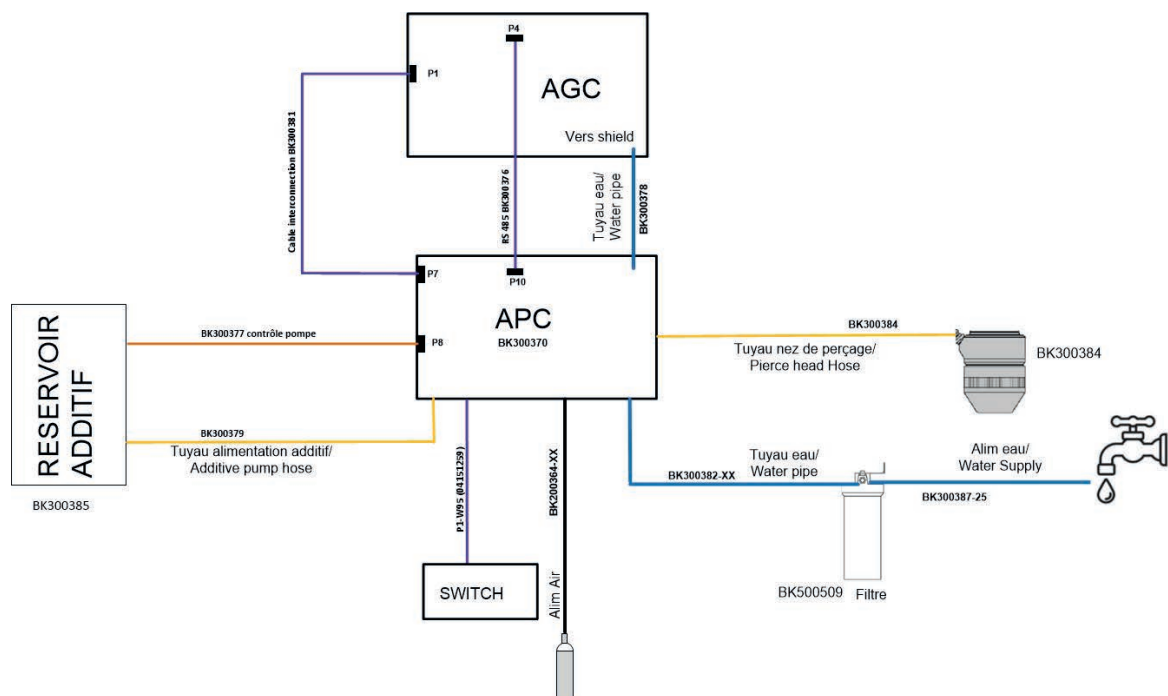 P4
P1
AGC
Vers shield
Cable interconnection BK300381
RS 485 BK300376
Tuyau eau/
Water pipe
BK300378
P7
P10
APC
BK300370
P8
RESERVOIR
ADDITIF
BK300385
BK300377 contrôle pompe
BK300379
Tuyau alimentation additif/
Additive pump hose
BK300384
Tuyau nez de perçage/
Pierce head Hose
BK300384
P1-W95 (04151259)
SWITCH
BK200364-XX
Alim Air
Tuyau eau/
Water pipe
BK300382-XX
Alim eau/
Water Supply
BK300387-25
BK500509
Filtre